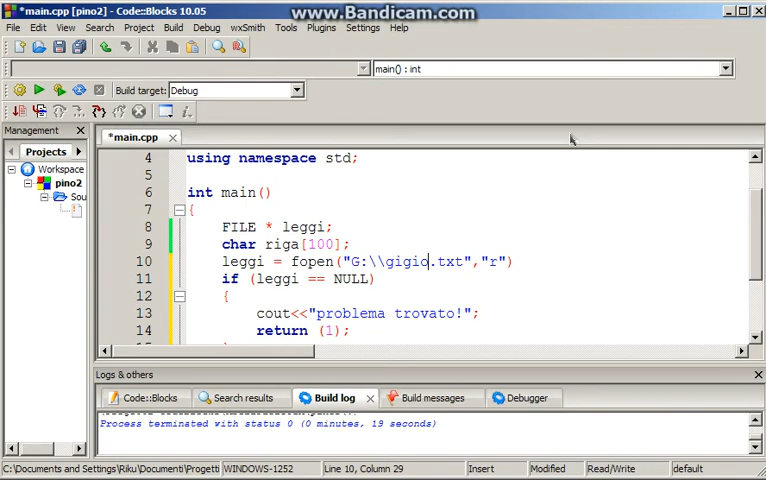 *main.cpp [pino2] - Code::Blocks 10.05
www.Bandicam.com
File Edit View Search Project Build Debug wxSmith Tools Plugins Settings Help
main() : int
Build target: Debug
Management
*main.cpp
Projects
Workspace
pino2
Sou
4 using namespace std;
5
6 int main()
7 {
8 FILE * leggi;
9 char riga[100];
10 leggi = fopen("G:\\gigio.txt","r")
11 if (leggi == NULL)
12 {
13 cout<<"problema trovato!";
14 return (1);
Logs & others
Code::Blocks Search results Build log Build messages Debugger
Process terminated with status 0 (0 minutes, 19 seconds)
C:\Documents and Settings\Riku\Documenti\Progetti WINDOWS-1252 Line 10, Column 29 Insert Modified Read/Write default